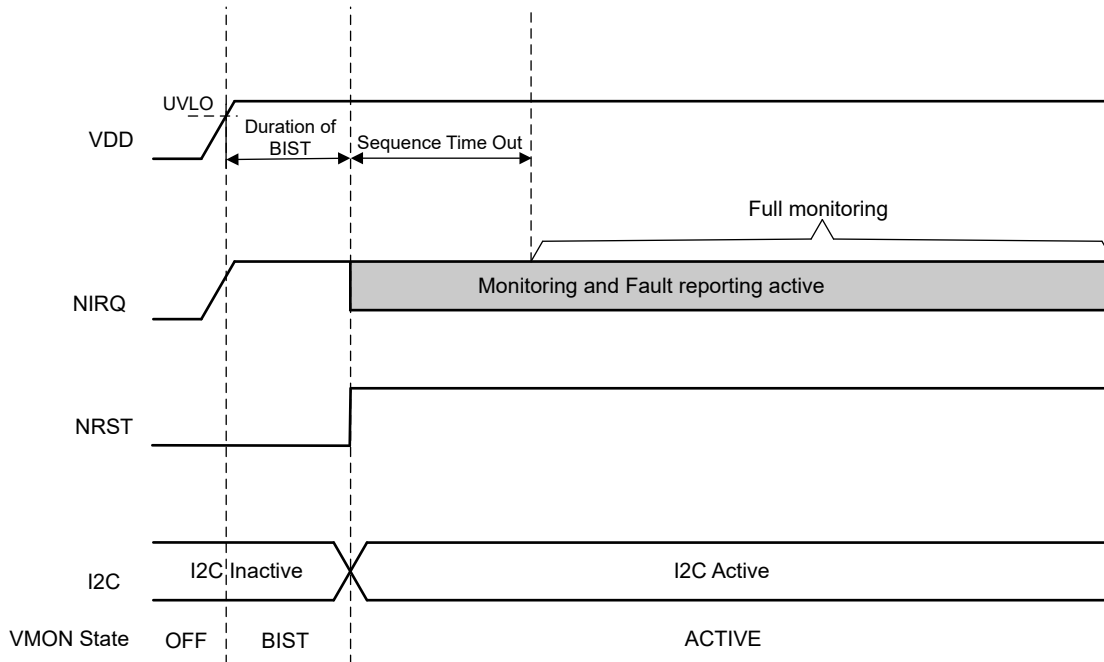 UVLO
VDD
Duration of
BIST
Sequence Time Out
Full monitoring
NIRQ
Monitoring and Fault reporting active
NRST
I2C
I2C Inactive
I2C Active
VMON State
OFF
BIST
ACTIVE